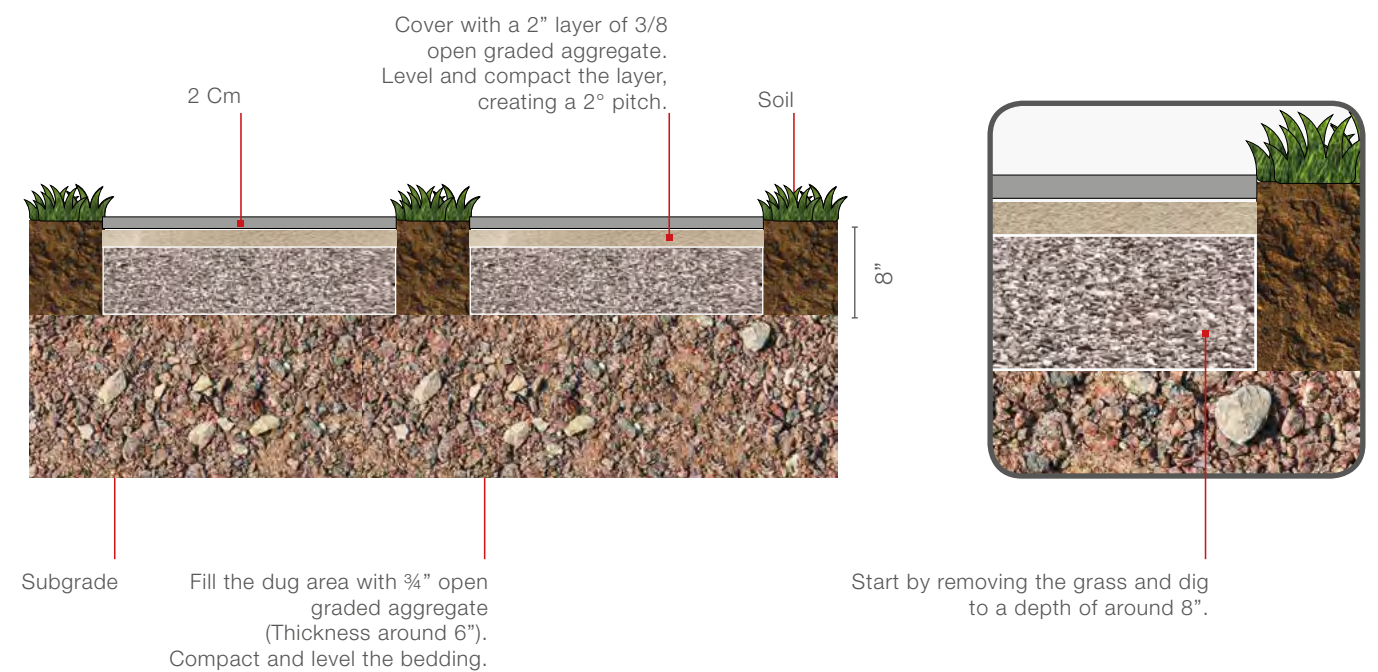 Cover with a 2” layer of 3/8
open graded aggregate.
Level and compact the layer,
creating a 2° pitch.
2 Cm
Soil
8”
Subgrade
Fill the dug area with ¾” open
graded aggregate
(Thickness around 6”).
Compact and level the bedding.
Start by removing the grass and dig
to a depth of around 8”.